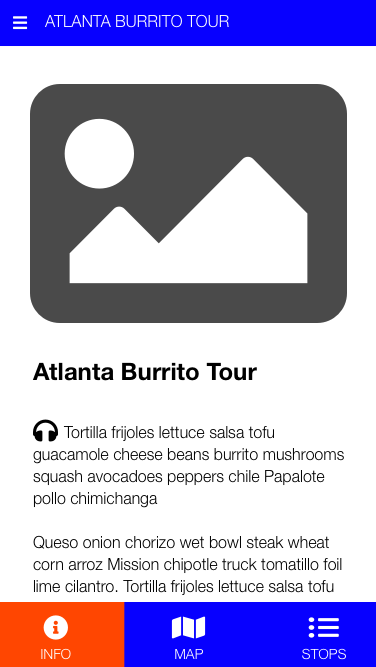 ATLANTA BURRITO TOUR
Atlanta Burrito Tour
Tortilla frijoles lettuce salsa tofu
guacamole cheese beans burrito mushrooms
squash avocadoes peppers chile Papalote
pollo chimichanga
Queso onion chorizo wet bowl steak wheat
corn arroz Mission chipotle truck tomatillo foil
lime cilantro. Tortilla frijoles lettuce salsa tofu
INFO
MAP
STOPS